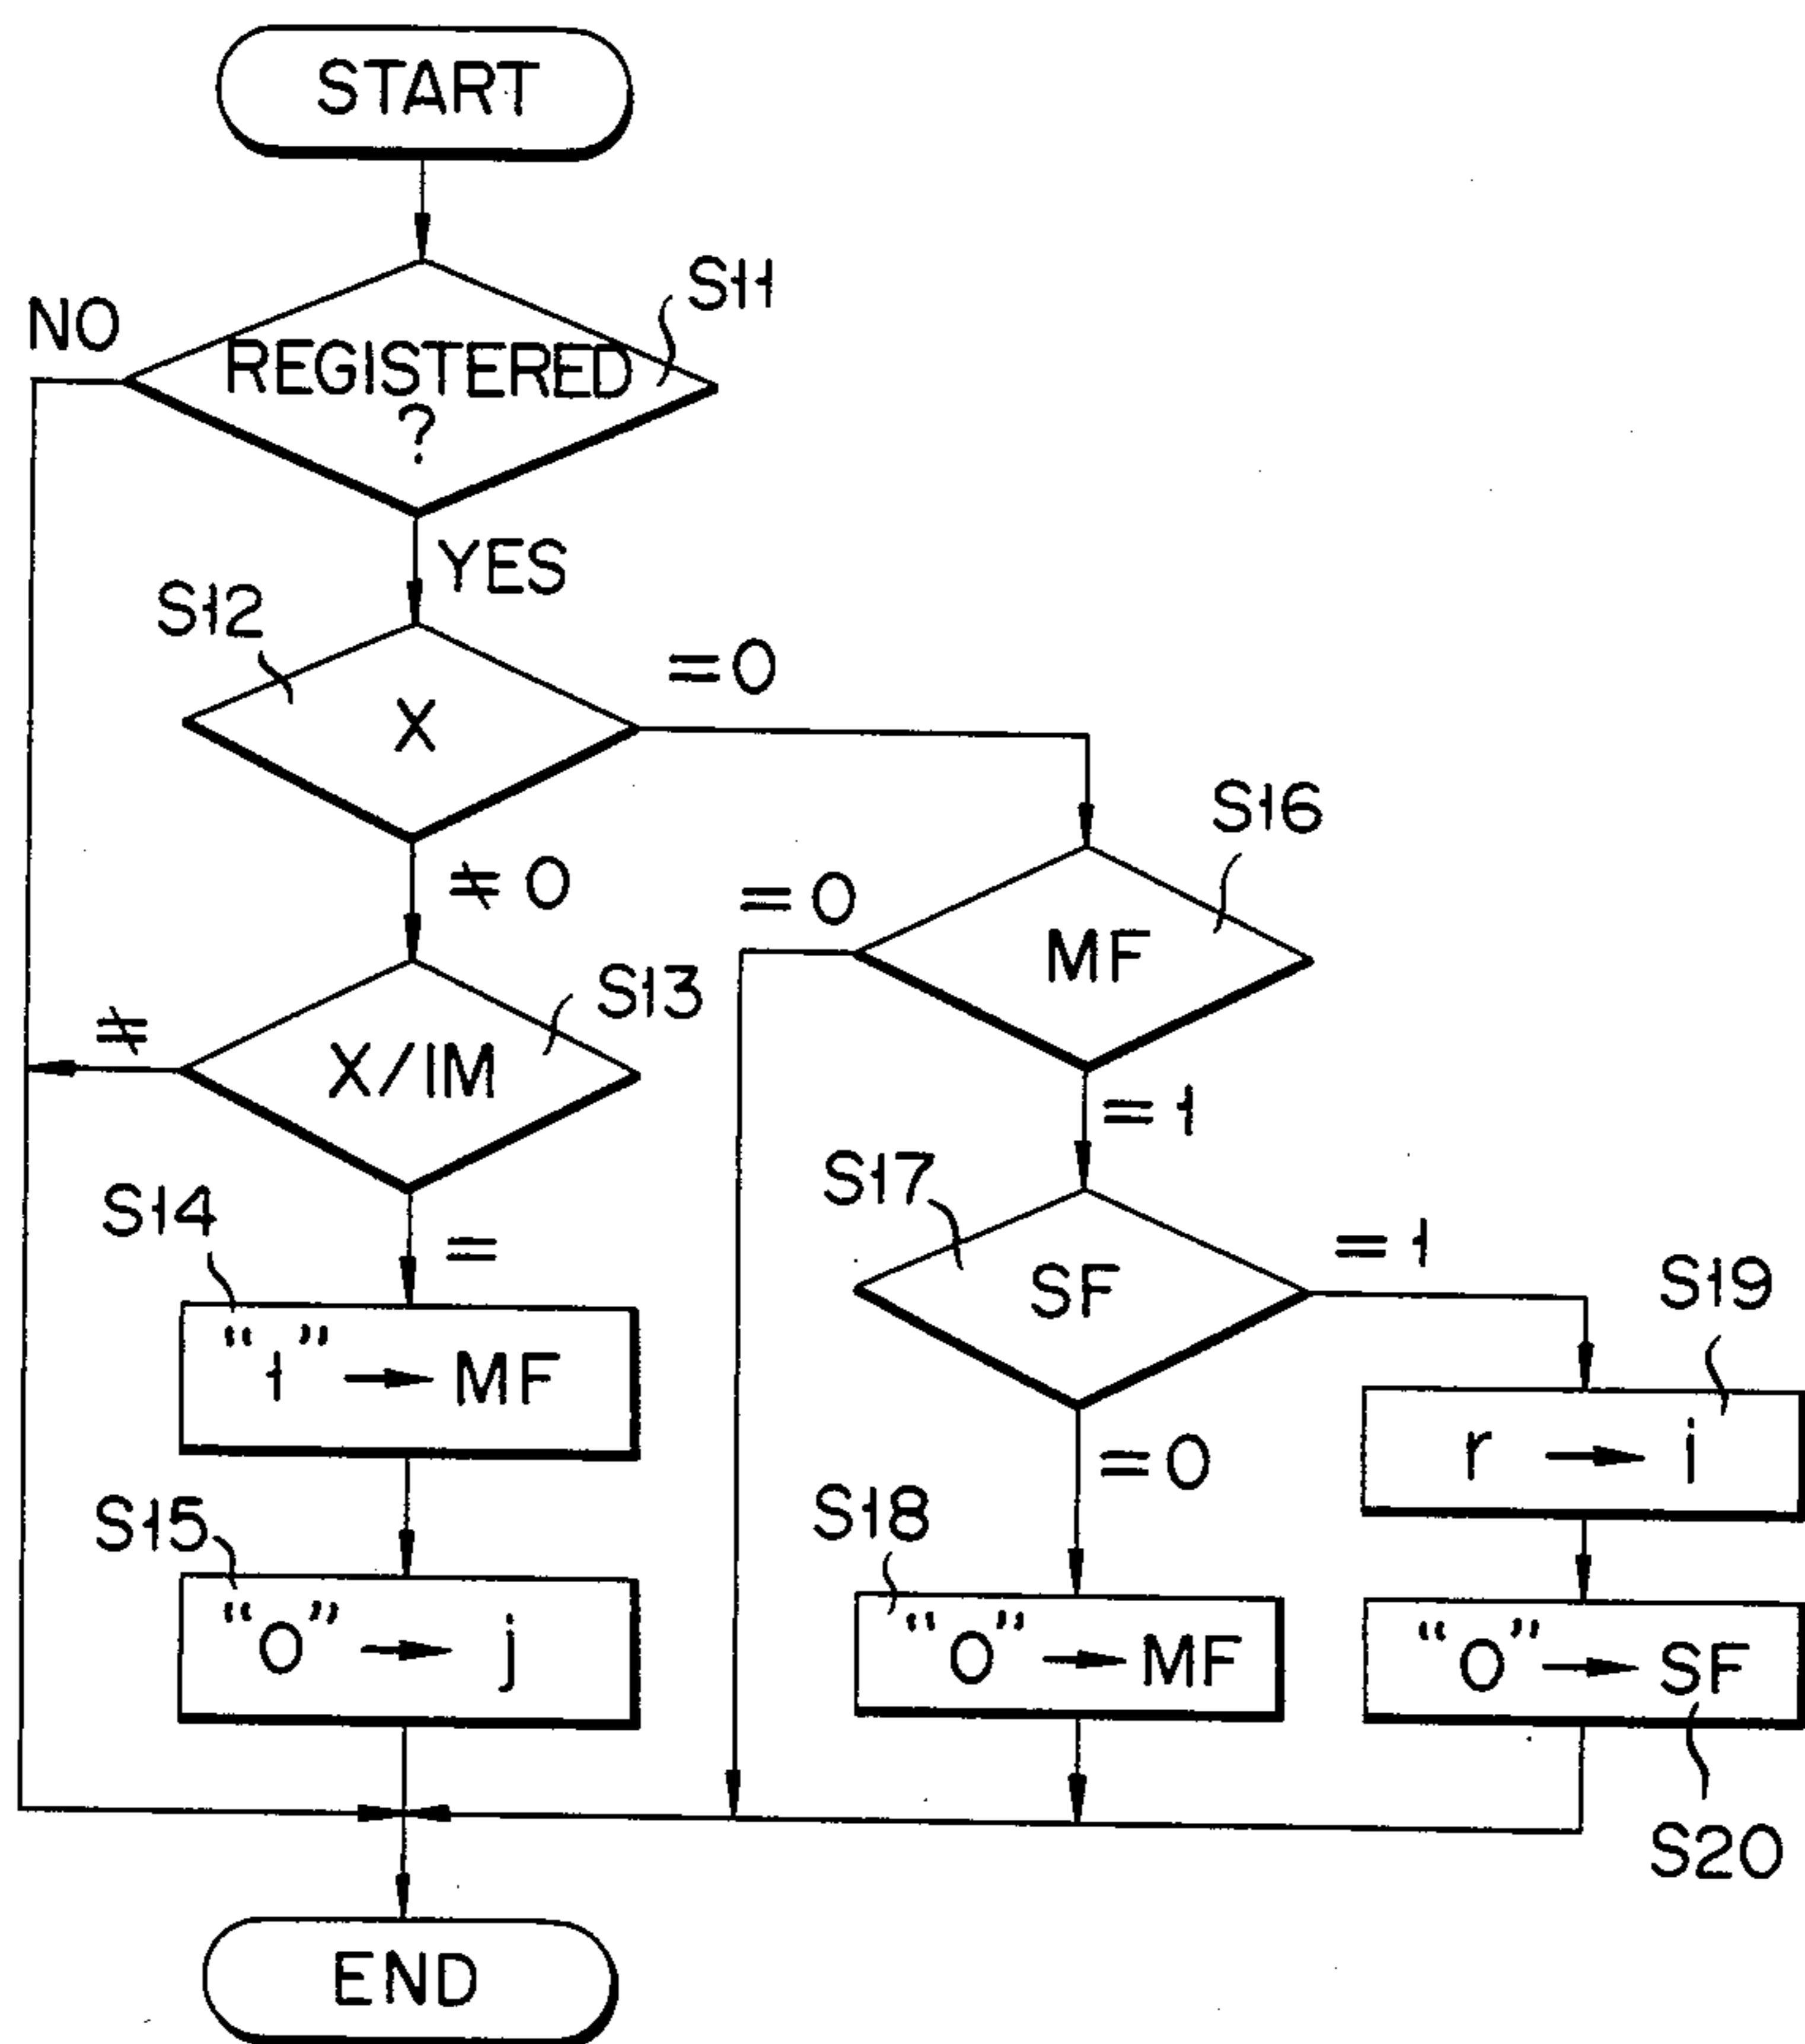 START
S11
NO
REGISTERED
?
YES
S12
=0
X
S16
≠0
=0
MF
S13
≠
X/IM
=1
S17
S14
=
=1
SF
S19
"1" → MF
r → i
=0
S18
S15
"0" → j
"0" → MF
"0" → SF
S20
END